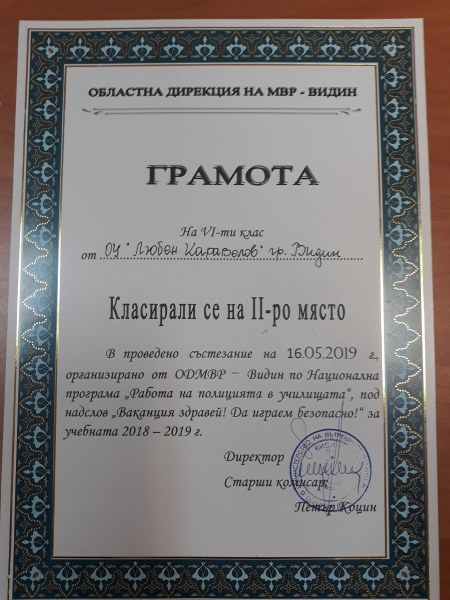 ОБЛАСТНА ДИРЕКЦИЯ НА МВР - ВИДИН
ГРАМОТА
На VI-ти клас
от ОУ "Любен Каравелов" гр. Видин
Класирали се на II-ро място
В проведено състезание на 16.05.2019 г.,
организирано от ОДМВР – Видин по Национална
програма „Работа на полицията в училищата“, под
надслов „Ваканция здравей! Да играем безопасно!“ за
учебната 2018 – 2019 г.
Директор
Старши комисар:
Петър Коцин